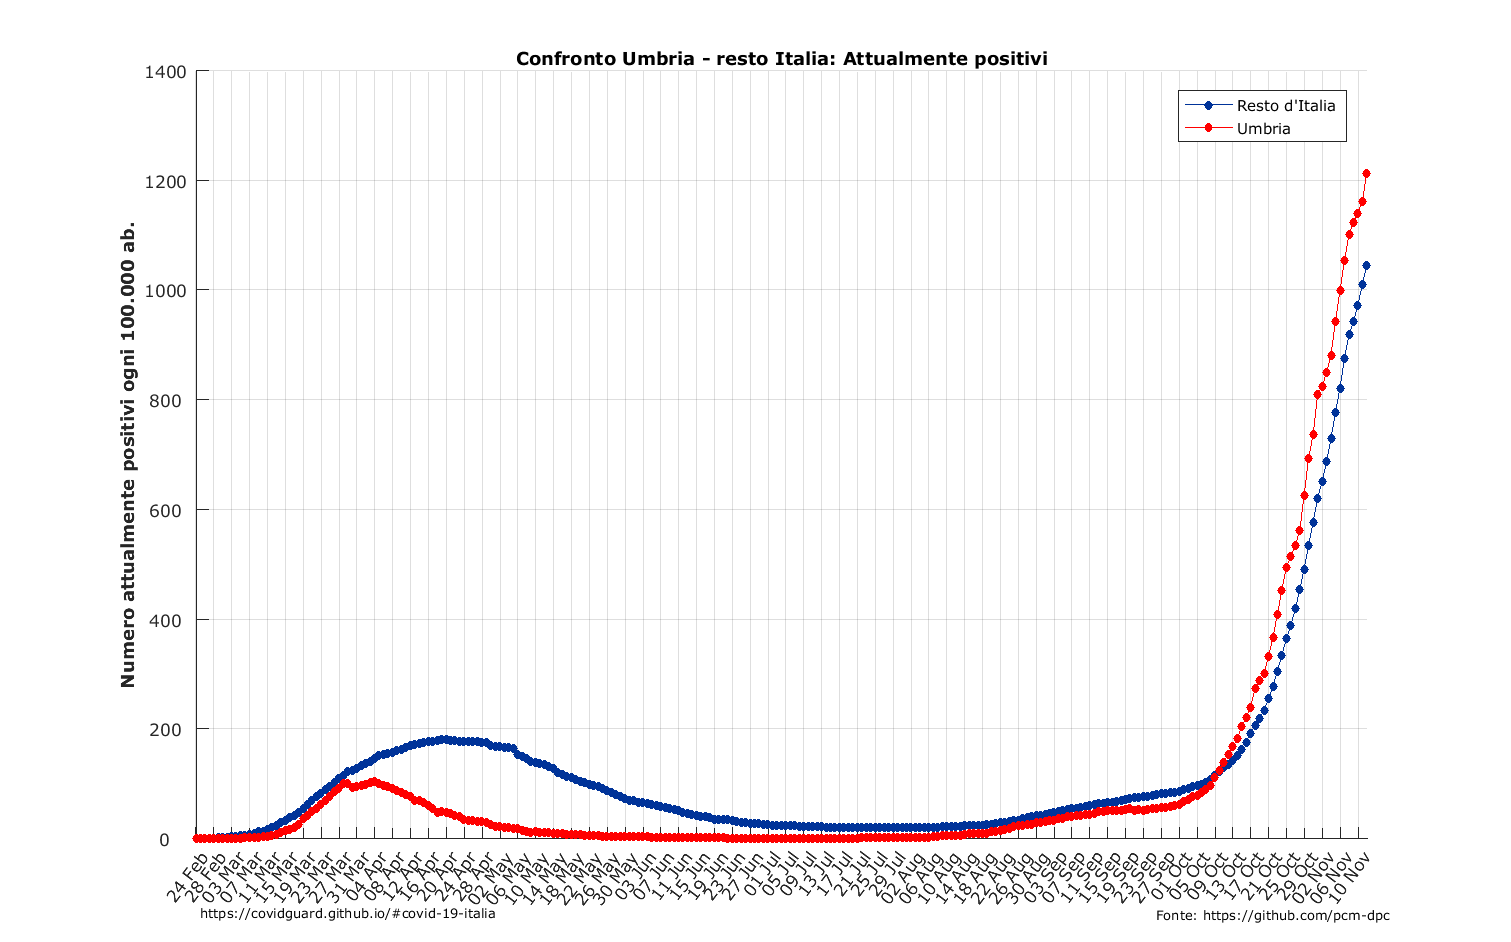 Confronto Umbria - resto Italia: Attualmente positivi
Resto d'Italia
Umbria
Numero attualmente positivi ogni 100.000 ab.
1400
1200
1000
800
600
400
200
0
24 Feb
28 Feb
03 Mar
07 Mar
11 Mar
15 Mar
19 Mar
23 Mar
27 Mar
31 Mar
04 Apr
08 Apr
12 Apr
16 Apr
20 Apr
24 Apr
28 Apr
02 May
06 May
10 May
14 May
18 May
22 May
26 May
30 May
03 Jun
07 Jun
11 Jun
15 Jun
19 Jun
23 Jun
27 Jun
01 Jul
05 Jul
09 Jul
13 Jul
17 Jul
21 Jul
25 Jul
29 Jul
02 Aug
06 Aug
10 Aug
14 Aug
18 Aug
22 Aug
26 Aug
30 Aug
03 Sep
07 Sep
11 Sep
15 Sep
19 Sep
23 Sep
27 Sep
01 Oct
05 Oct
09 Oct
13 Oct
17 Oct
21 Oct
25 Oct
29 Oct
02 Nov
06 Nov
10 Nov
https://covidguard.github.io/#covid-19-italia
Fonte: https://github.com/pcm-dpc